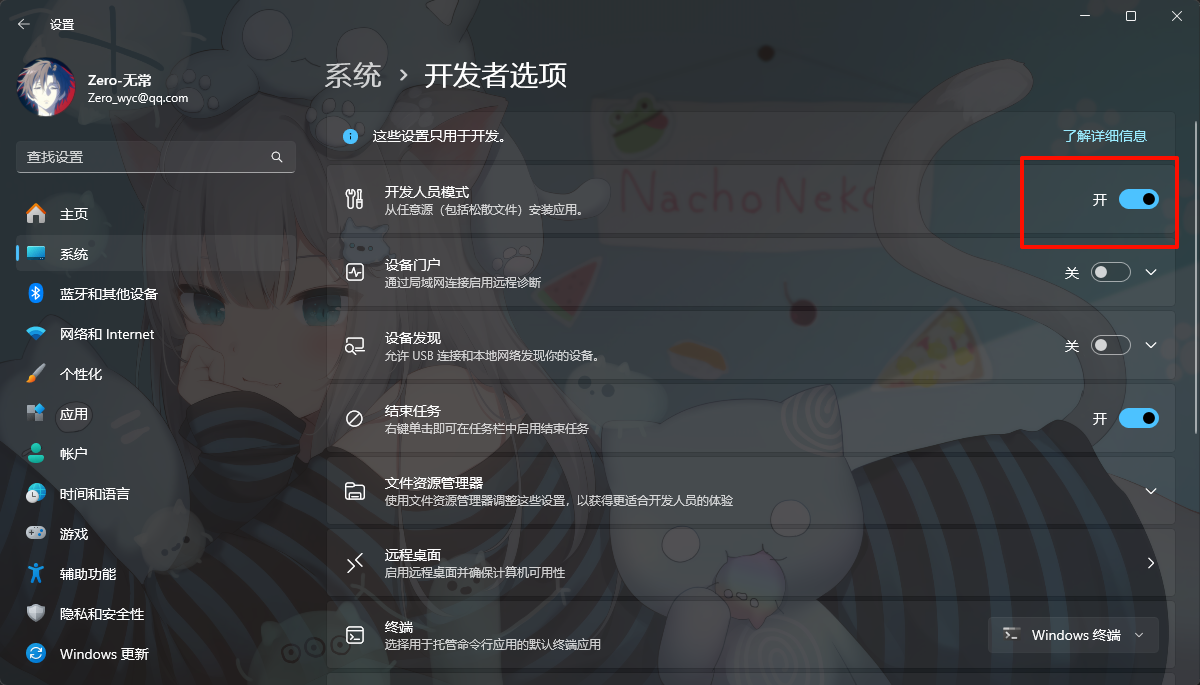 设置
Zero-无常
Zero_wyc@qq.com
查找设置
主页
系统
蓝牙和其他设备
网络和 Internet
个性化
应用
帐户
时间和语言
游戏
辅助功能
隐私和安全性
Windows 更新
系统 › 开发者选项
这些设置只用于开发。
了解详细信息
开发人员模式
从任意源（包括松散文件）安装应用。
开
设备门户
通过局域网连接启用远程诊断
关
设备发现
允许 USB 连接和本地网络发现你的设备。
关
结束任务
右键单击即可在任务栏中启用结束任务
开
文件资源管理器
使用文件资源管理器调整这些设置，以获得更适合开发人员的体验
远程桌面
启用远程桌面并确保计算机可用性
终端
选择用于托管命令行应用的默认终端应用
Windows 终端
Nacho Neko